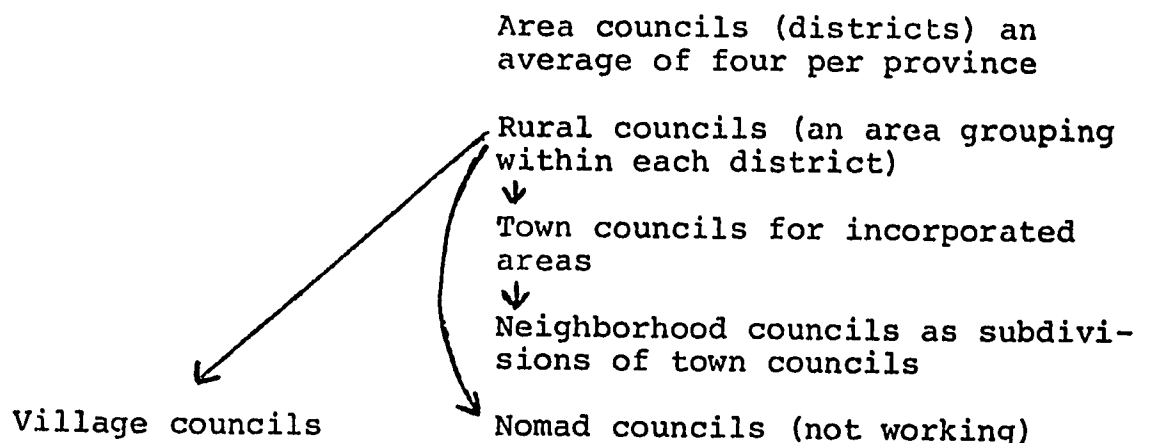 Area councils (districts) an
average of four per province
Rural councils (an area grouping
within each district)
Town councils for incorporated
areas
Neighborhood councils as subdivi-
sions of town councils
Village councils
Nomad councils (not working)